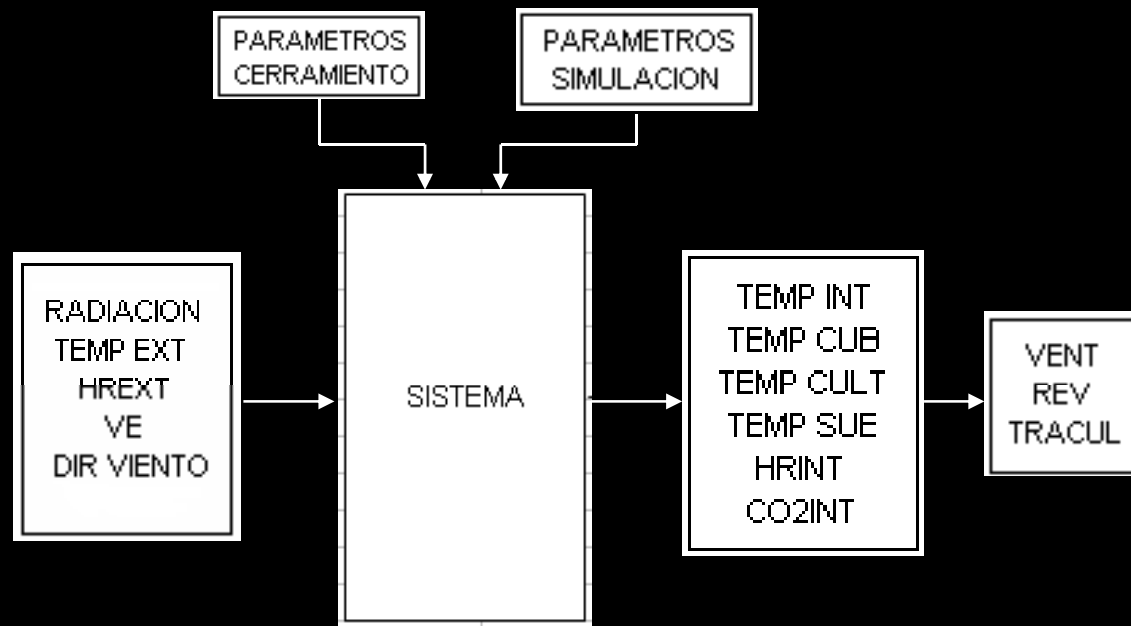 PARAMETROS
CERRAMIENTO
PARAMETROS
SIMULACION
RADIACION
TEMP EXT
HREXT
VE
DIR VIENTO
SISTEMA
TEMP INT
TEMP CUB
TEMP CULT
TEMP SUE
HRINT
CO2INT
VENT
REV
TRACUL